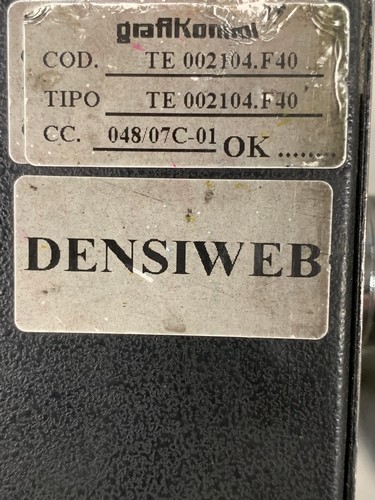 grafikontrol
COD. TE 002104.F40
TIPO TE 002104.F40
CC. 048/07C-01 OK ........
DENSIWEB